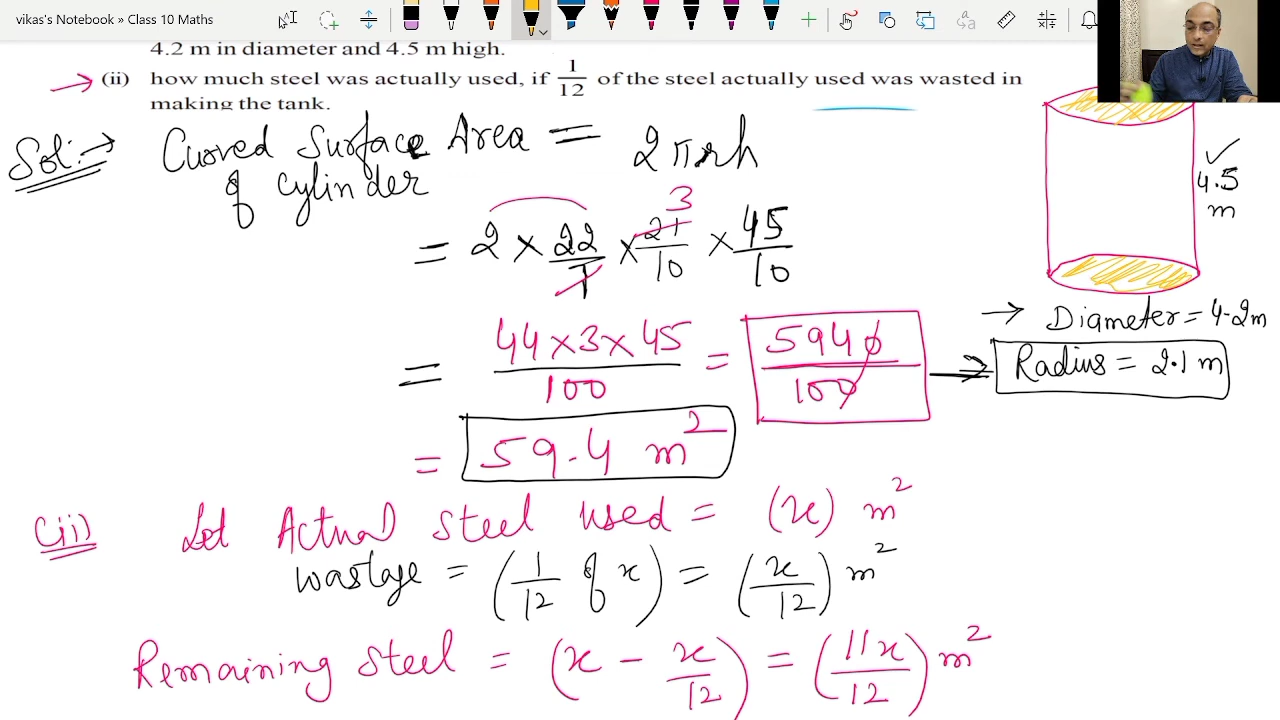 vikas's Notebook » Class 10 Maths
4.2 m in diameter and 4.5 m high.
(ii) how much steel was actually used, if 1/12 of the steel actually used was wasted in
making the tank.
Sol:→ Curved Surface Area = 2πrh
of cylinder
= 2 × 22/7 × 21/10 × 45/10
3
= 44×3×45/100 = 5940/100
= 59.4 m²
4.5
m
→ Diameter = 4.2m
⇒ Radius = 2.1 m
(ii) Let Actual Steel used = (x) m²
wastage = (1/12 of x) = (x/12) m²
Remaining steel = (x − x/12) = (11x/12) m²